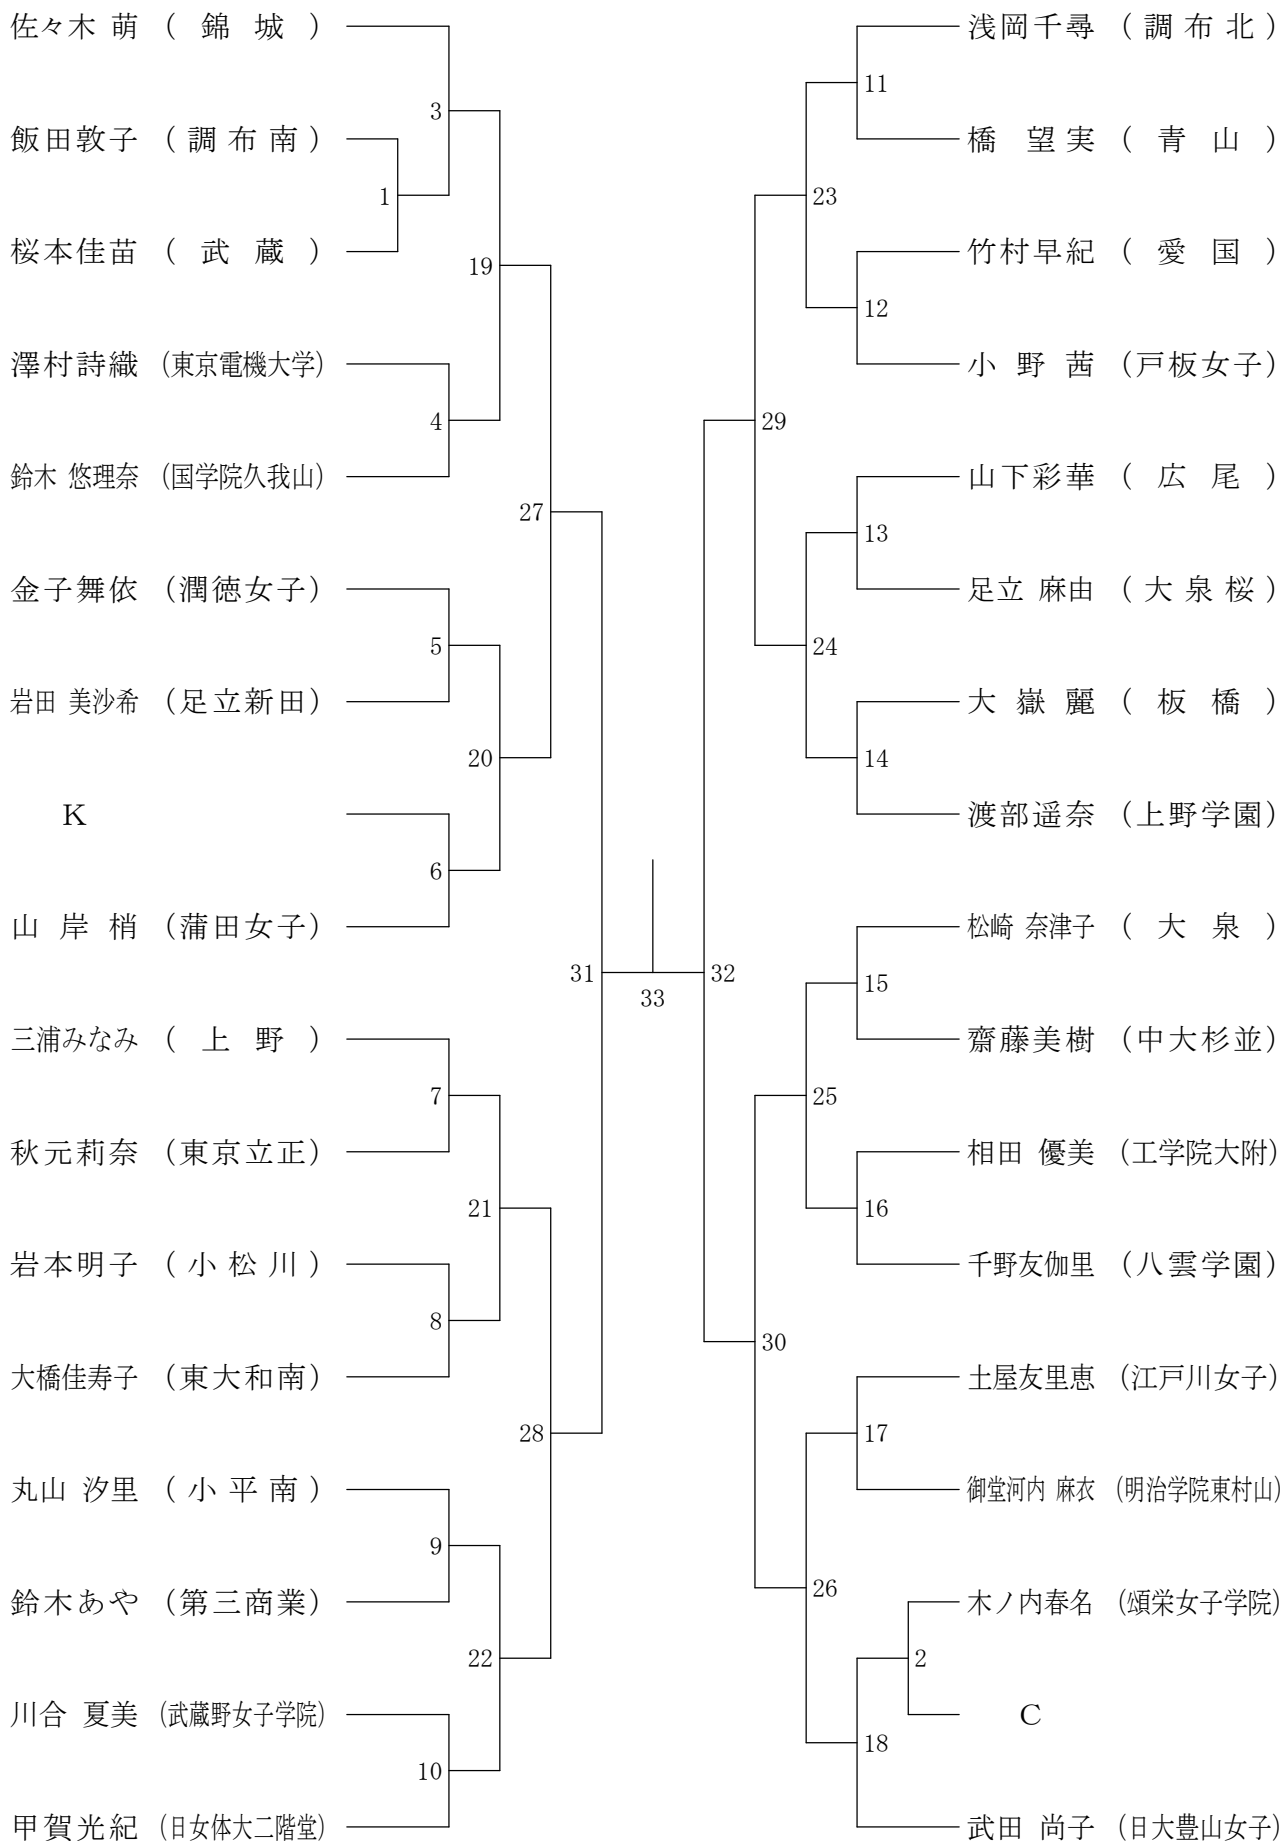 佐々木 萌 ( 錦 城 )
3
飯田敦子 ( 調 布 南 )
1
桜本佳苗 ( 武 蔵 )
19
澤村詩織 (東京電機大学)
4
鈴木 悠理奈 (国学院久我山)
27
金子舞依 (潤徳女子)
5
岩田 美沙希 (足立新田)
20
K
6
山 岸 梢 (蒲田女子)
31
三浦みなみ ( 上 野 )
7
秋元莉奈 (東京立正)
21
岩本明子 ( 小 松 川 )
8
大橋佳寿子 (東大和南)
28
丸山 汐里 ( 小 平 南 )
9
鈴木あや (第三商業)
22
川合 夏美 (武蔵野女子学院)
10
甲賀光紀 (日女体大二階堂)
33
浅岡千尋 ( 調 布 北 )
11
橋 望実 ( 青 山 )
23
竹村早紀 ( 愛 国 )
12
小 野 茜 (戸板女子)
29
山下彩華 ( 広 尾 )
13
足立 麻由 ( 大 泉 桜 )
24
大 嶽 麗 ( 板 橋 )
14
渡部遥奈 (上野学園)
32
松崎 奈津子 ( 大 泉 )
15
齋藤美樹 (中大杉並)
25
相田 優美 (工学院大附)
16
千野友伽里 (八雲学園)
30
土屋友里恵 (江戸川女子)
17
御堂河内 麻衣 (明治学院東村山)
26
木ノ内春名 (頌栄女子学院)
2
C
18
武田 尚子 (日大豊山女子)